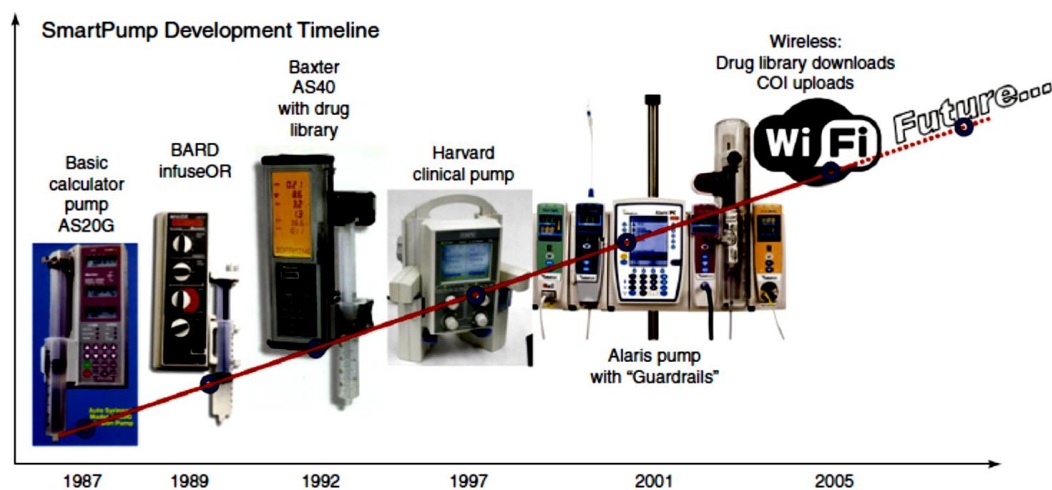 SmartPump Development Timeline
Basic
calculator
pump
AS20G
BARD
infuseOR
Baxter
AS40
with drug
library
Harvard
clinical pump
Alaris pump
with “Guardrails”
Wireless:
Drug library downloads
COI uploads
Wi Fi
Future...
1987
1989
1992
1997
2001
2005